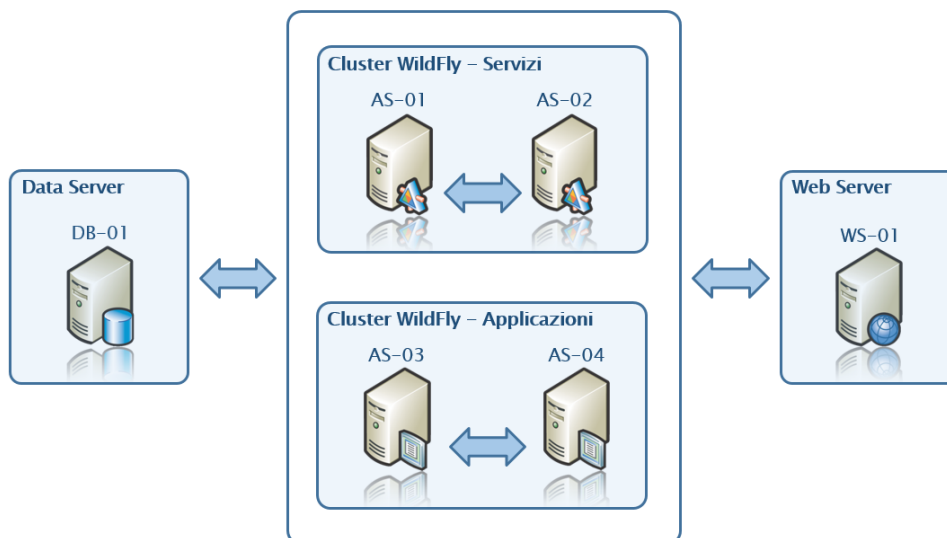 Cluster WildFly – Servizi
AS-01
AS-02
Data Server
DB-01
Web Server
WS-01
Cluster WildFly – Applicazioni
AS-03
AS-04